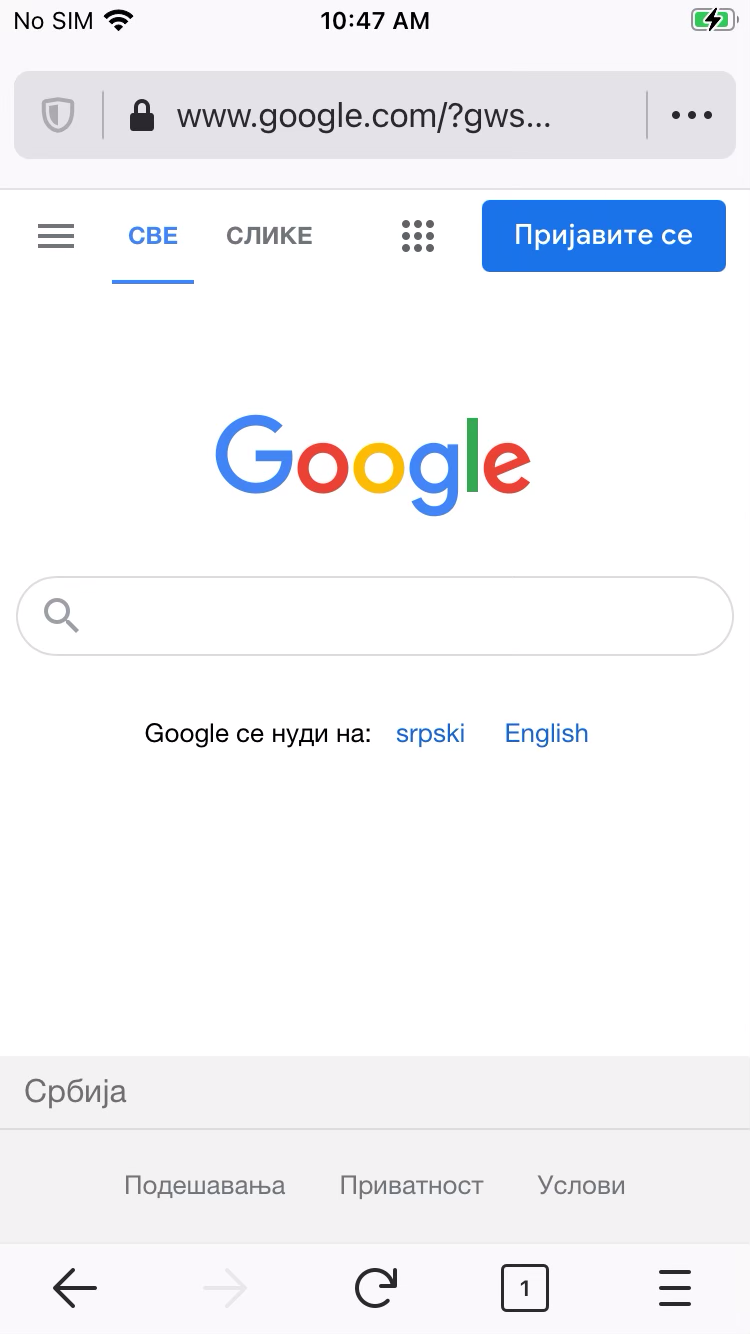 No SIM 10:47 AM
www.google.com/?gws...
СВЕ СЛИКЕ Пријавите се
Google
Google се нуди на: srpski English
Србија
Подешавања Приватност Услови
1